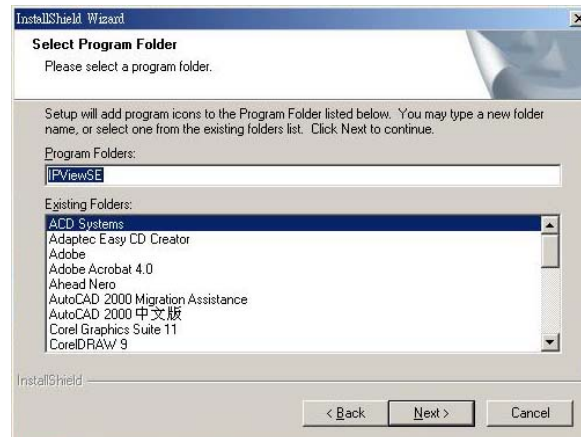 InstallShield Wizard
Select Program Folder
Please select a program folder.
Setup will add program icons to the Program Folder listed below. You may type a new folder
name, or select one from the existing folders list. Click Next to continue.
Program Folders:
IPViewSE
Existing Folders:
ACD Systems
Adaptec Easy CD Creator
Adobe
Adobe Acrobat 4.0
Ahead Nero
AutoCAD 2000 Migration Assistance
AutoCAD 2000 中文版
Corel Graphics Suite 11
CorelDRAW 9
InstallShield
< Back Next > Cancel